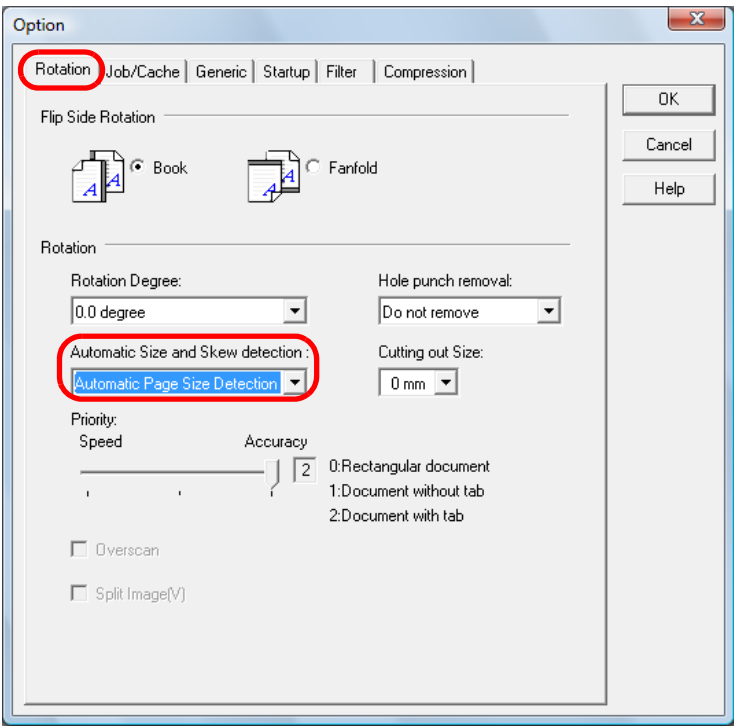 Option
Rotation Job/Cache Generic Startup Filter Compression
OK
Cancel
Help
Flip Side Rotation
A A Book A A Fanfold
Rotation
Rotation Degree: Hole punch removal:
0.0 degree Do not remove
Automatic Size and Skew detection : Cutting out Size:
Automatic Page Size Detection 0 mm
Priority:
Speed Accuracy
2 0:Rectangular document
1:Document without tab
2:Document with tab
Overscan
Split Image(V)